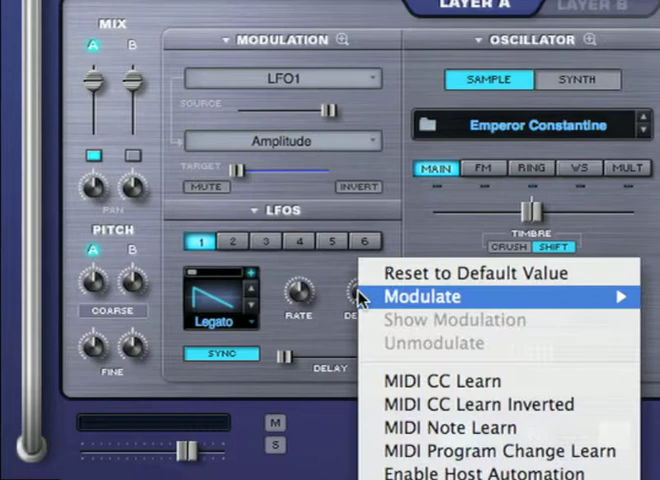 LAYER A
LAYER B
MIX
A
B
PAN
PITCH
A
B
COARSE
FINE
MODULATION
LFO1
SOURCE
Amplitude
TARGET
MUTE
INVERT
LFOS
1 2 3 4 5 6
Legato
RATE
SYNC
DELAY
OSCILLATOR
SAMPLE SYNTH
Emperor Constantine
MAIN FM RING WS MULT
TIMBRE
CRUSH SHIFT
Reset to Default Value
Modulate
Show Modulation
Unmodulate
MIDI CC Learn
MIDI CC Learn Inverted
MIDI Note Learn
MIDI Program Change Learn
Enable Host Automation
M
S